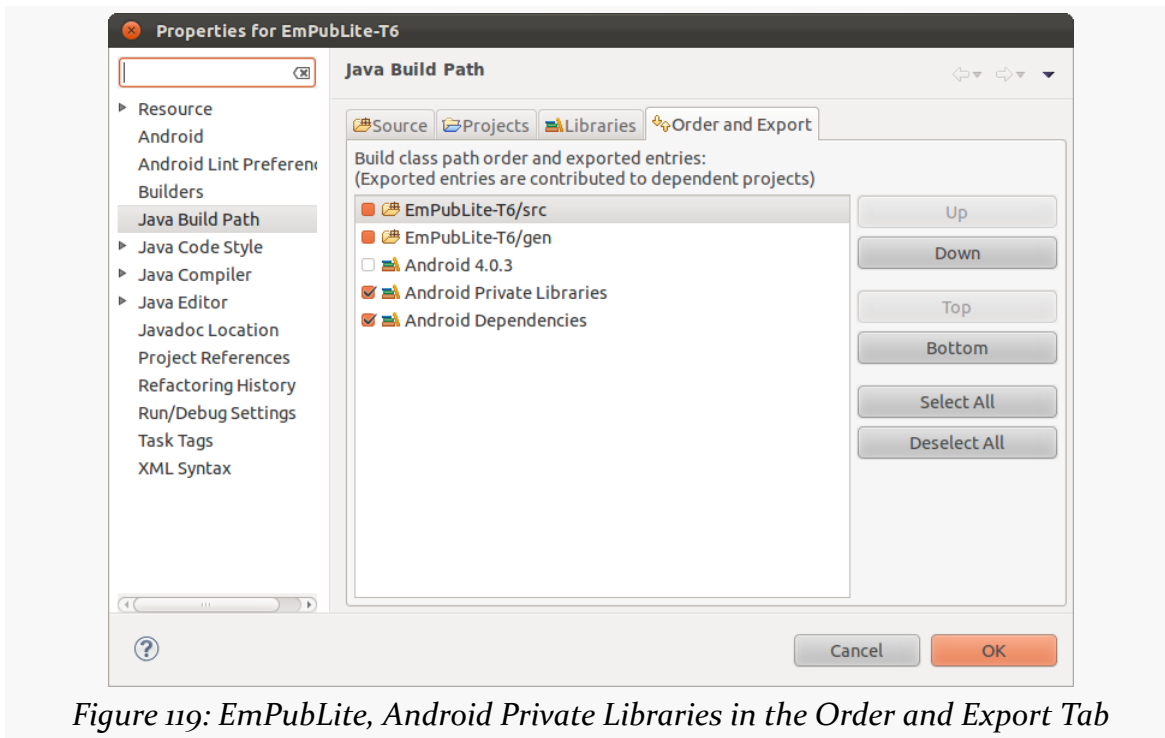 Properties for EmPubLite-T6
Java Build Path
Resource
Android
Android Lint Preferen
Builders
Java Build Path
Java Code Style
Java Compiler
Java Editor
Javadoc Location
Project References
Refactoring History
Run/Debug Settings
Task Tags
XML Syntax
Source Projects Libraries Order and Export
Build class path order and exported entries:
(Exported entries are contributed to dependent projects)
EmPubLite-T6/src
EmPubLite-T6/gen
Android 4.0.3
Android Private Libraries
Android Dependencies
Up
Down
Top
Bottom
Select All
Deselect All
?
Cancel OK
Figure 119: EmPubLite, Android Private Libraries in the Order and Export Tab